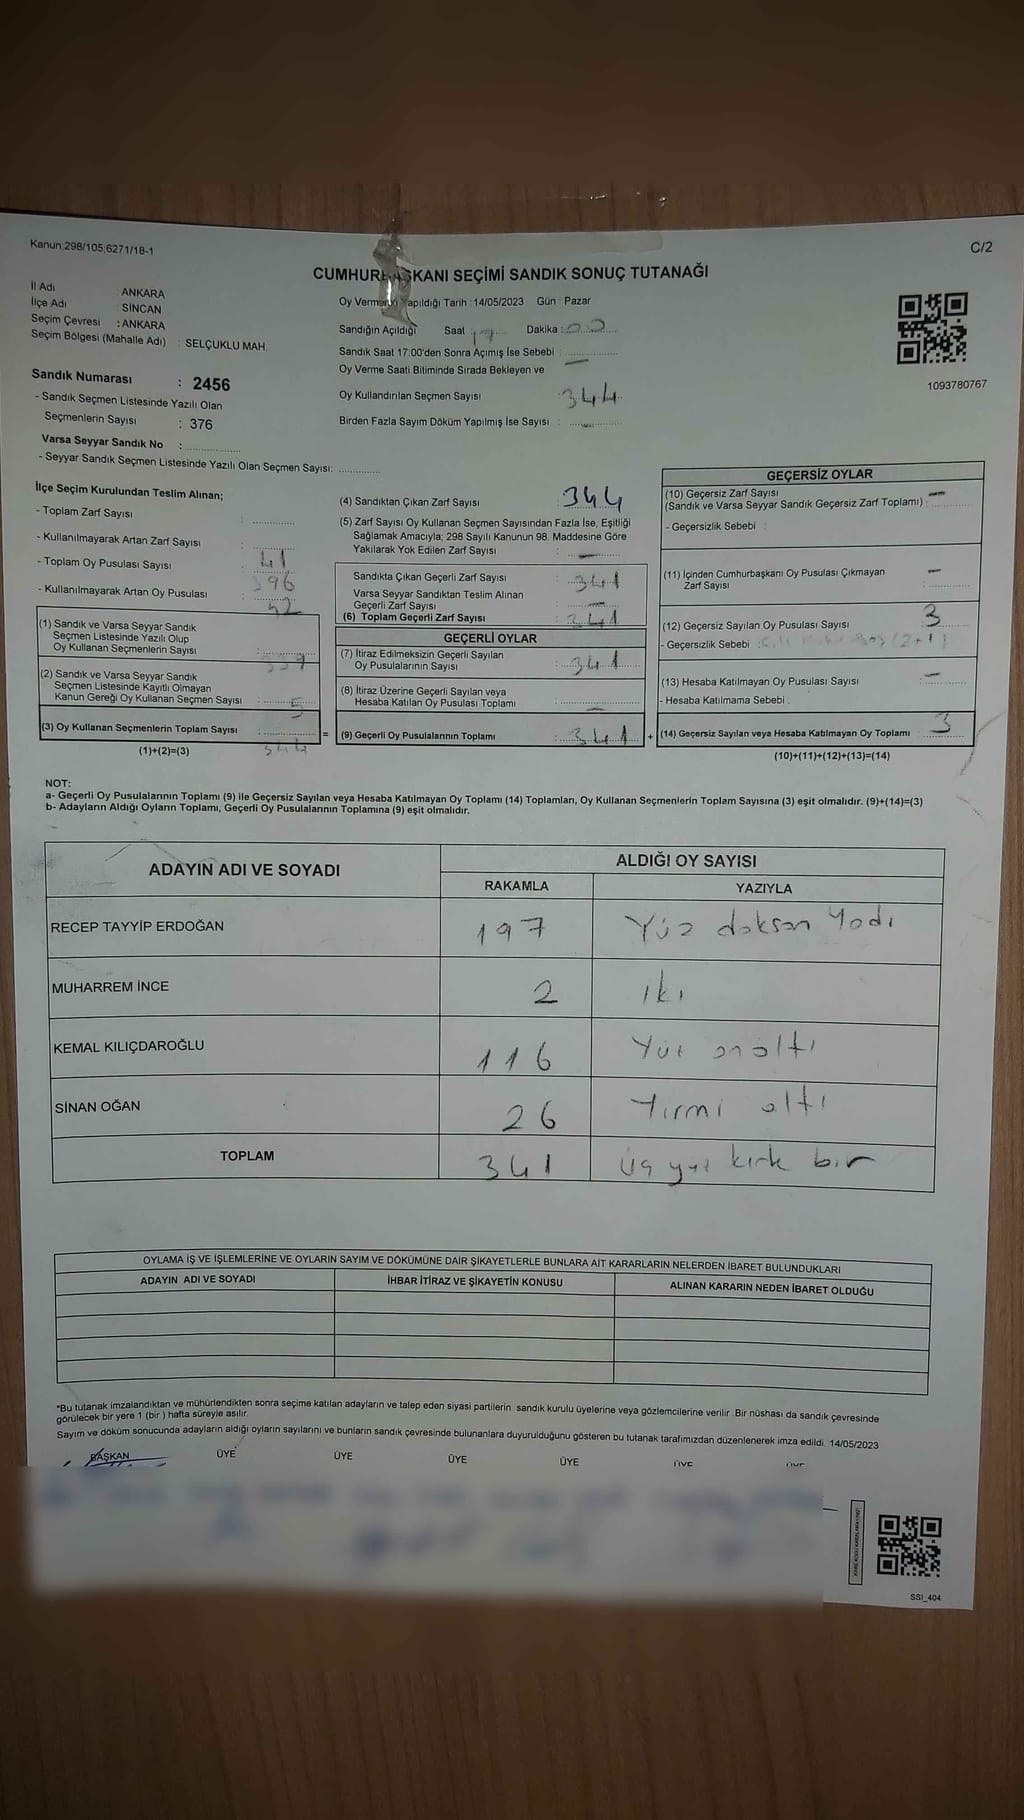 Kanun:298/105;6271/18-1
C/2
CUMHURBAŞKANI SEÇİMİ SANDIK SONUÇ TUTANAĞI
İl Adı : ANKARA
İlçe Adı : SİNCAN
Seçim Çevresi : ANKARA
Seçim Bölgesi (Mahalle Adı) : SELÇUKLU MAH.
Oy Vermenin Yapıldığı Tarih : 14/05/2023 Gün : Pazar
Sandığın Açıldığı Saat : 17 Dakika : 00
Sandık Saat 17:00'den Sonra Açımış İse Sebebi :
Oy Verme Saati Bitiminde Sırada Bekleyen ve
Oy Kullandırılan Seçmen Sayısı : 344
Birden Fazla Sayım Döküm Yapılmış İse Sayısı :
1093780767
Sandık Numarası : 2456
- Sandık Seçmen Listesinde Yazılı Olan
Seçmenlerin Sayısı : 376
Varsa Seyyar Sandık No :
- Seyyar Sandık Seçmen Listesinde Yazılı Olan Seçmen Sayısı:
İlçe Seçim Kurulundan Teslim Alınan;
- Toplam Zarf Sayısı :
- Kullanılmayarak Artan Zarf Sayısı :
41
- Toplam Oy Pusulası Sayısı :
396
- Kullanılmayarak Artan Oy Pusulası :
52
(1) Sandık ve Varsa Seyyar Sandık
Seçmen Listesinde Yazılı Olup
Oy Kullanan Seçmenlerin Sayısı :
339
(2) Sandık ve Varsa Seyyar Sandık
Seçmen Listesinde Kayıtlı Olmayan
Kanun Gereği Oy Kullanan Seçmen Sayısı :
5
(3) Oy Kullanan Seçmenlerin Toplam Sayısı : =
344
(1)+(2)=(3)
(4) Sandıktan Çıkan Zarf Sayısı : 344
(5) Zarf Sayısı Oy Kullanan Seçmen Sayısından Fazla İse, Eşitliği
Sağlamak Amacıyla; 298 Sayılı Kanunun 98. Maddesine Göre
Yakılarak Yok Edilen Zarf Sayısı : —
Sandıkta Çıkan Geçerli Zarf Sayısı : 341
Varsa Seyyar Sandıktan Teslim Alınan
Geçerli Zarf Sayısı : —
(6) Toplam Geçerli Zarf Sayısı : 341
GEÇERLİ OYLAR
(7) İtiraz Edilmeksizin Geçerli Sayılan
Oy Pusulalarının Sayısı : 341
(8) İtiraz Üzerine Geçerli Sayılan veya
Hesaba Katılan Oy Pusulası Toplamı : —
(9) Geçerli Oy Pusulalarının Toplamı : 341 +
GEÇERSİZ OYLAR
(10) Geçersiz Zarf Sayısı
(Sandık ve Varsa Seyyar Sandık Geçersiz Zarf Toplamı) : —
- Geçersizlik Sebebi :
(11) İçinden Cumhurbaşkanı Oy Pusulası Çıkmayan
Zarf Sayısı : —
(12) Geçersiz Sayılan Oy Pusulası Sayısı : 3
- Geçersizlik Sebebi : (2+1)
(13) Hesaba Katılmayan Oy Pusulası Sayısı : —
- Hesaba Katılmama Sebebi :
(14) Geçersiz Sayılan veya Hesaba Katılmayan Oy Toplamı : 3
(10)+(11)+(12)+(13)=(14)
NOT:
a- Geçerli Oy Pusulalarının Toplamı (9) ile Geçersiz Sayılan veya Hesaba Katılmayan Oy Toplamı (14) Toplamları, Oy Kullanan Seçmenlerin Toplam Sayısına (3) eşit olmalıdır. (9)+(14)=(3)
b- Adayların Aldığı Oyların Toplamı, Geçerli Oy Pusulalarının Toplamına (9) eşit olmalıdır.
ADAYIN ADI VE SOYADI ALDIĞI OY SAYISI
RAKAMLA YAZIYLA
RECEP TAYYİP ERDOĞAN 197 Yüz doksan Yedi
MUHARREM İNCE 2 iki
KEMAL KILIÇDAROĞLU 116 Yüz onaltı
SİNAN OĞAN 26 Yirmi altı
TOPLAM 341 üç yüz kırk bir
OYLAMA İŞ VE İŞLEMLERİNE VE OYLARIN SAYIM VE DÖKÜMÜNE DAİR ŞİKAYETLERLE BUNLARA AİT KARARLARIN NELERDEN İBARET BULUNDUKLARI
ADAYIN ADI VE SOYADI İHBAR İTİRAZ VE ŞİKAYETİN KONUSU ALINAN KARARIN NEDEN İBARET OLDUĞU
*Bu tutanak imzalandıktan ve mühürlendikten sonra seçime katılan adayların ve talep eden siyasi partilerin sandık kurulu üyelerine veya gözlemcilerine verilir. Bir nüshası da sandık çevresinde
görülecek bir yere 1 (bir) hafta süreyle asılır.
Sayım ve döküm sonucunda adayların aldığı oyların sayılarını ve bunların sandık çevresinde bulunanlara duyurulduğunu gösteren bu tutanak tarafımızdan düzenlenerek imza edildi. 14/05/2023
BAŞKAN ÜYE ÜYE ÜYE ÜYE ÜYE ÜYE
SSI_404